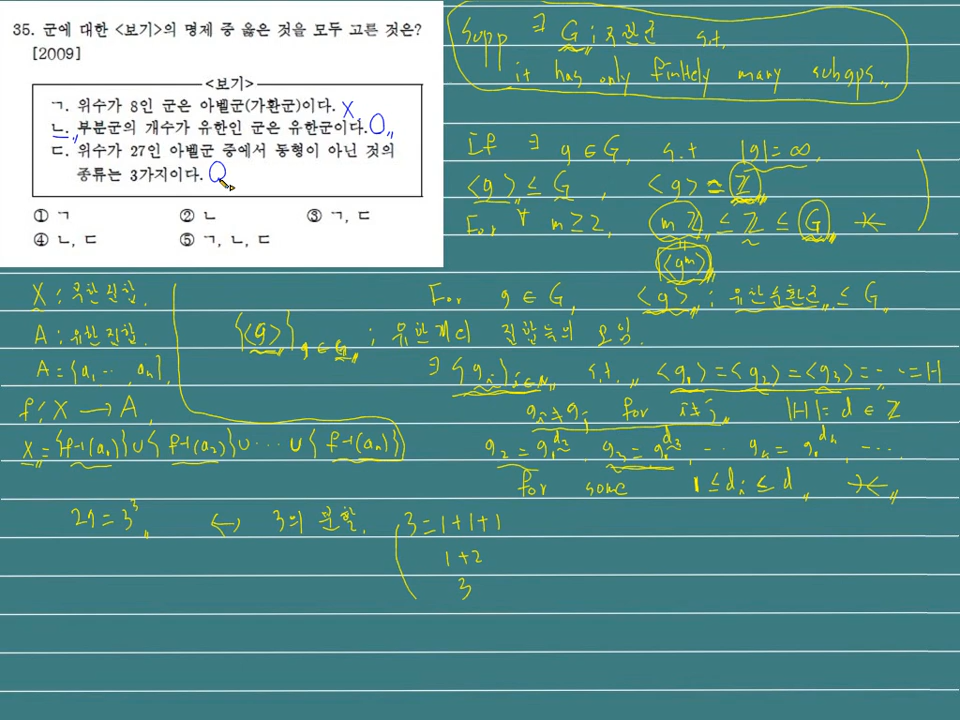 35. 군에 대한 <보기>의 명제 중 옳은 것을 모두 고른 것은?
[2009]
<보기>
ㄱ. 위수가 8인 군은 아벨군(가환군)이다. X
ㄴ. 부분군의 개수가 유한인 군은 유한군이다. O
ㄷ. 위수가 27인 아벨군 중에서 동형이 아닌 것의
종류는 3가지이다. O
① ㄱ ② ㄴ ③ ㄱ, ㄷ
④ ㄴ, ㄷ ⑤ ㄱ, ㄴ, ㄷ
Supp ∃ G ; 무한군 s.t.
it has only finitely many subgps.
If ∃ g ∈ G, s.t |g| = ∞,
<g> ≤ G, <g> ≃ ℤ
For ∀ m ≥ 2, mℤ ≤ ℤ ≤ G
<gᵐ>
For g ∈ G, <g> ; 유한순환군 ≤ G
{<g>} g ∈ G ; 유한개의 집합들의 모임.
∃ {gᵢ} i∈ℕ s.t. <g₁> = <g₂> = <g₃> = ⋯ = H
gᵢ ≠ gⱼ for i ≠ j, |H| = d ∈ ℤ
g₂ = g₁^d₂, g₃ = g₁^d₃, ⋯ gₙ = g₁^dₙ, ⋯
for some 1 ≤ dᵢ ≤ d,
X ; 무한집합.
A ; 유한집합.
A = {a₁ ⋯, aₙ},
f : X → A,
X = {f⁻¹(a₁)} ∪ {f⁻¹(a₂)} ∪ ⋯ ∪ {f⁻¹(aₙ)}
27 = 3³ ↔ 3의 분할. 3 = 1+1+1
1+2
3